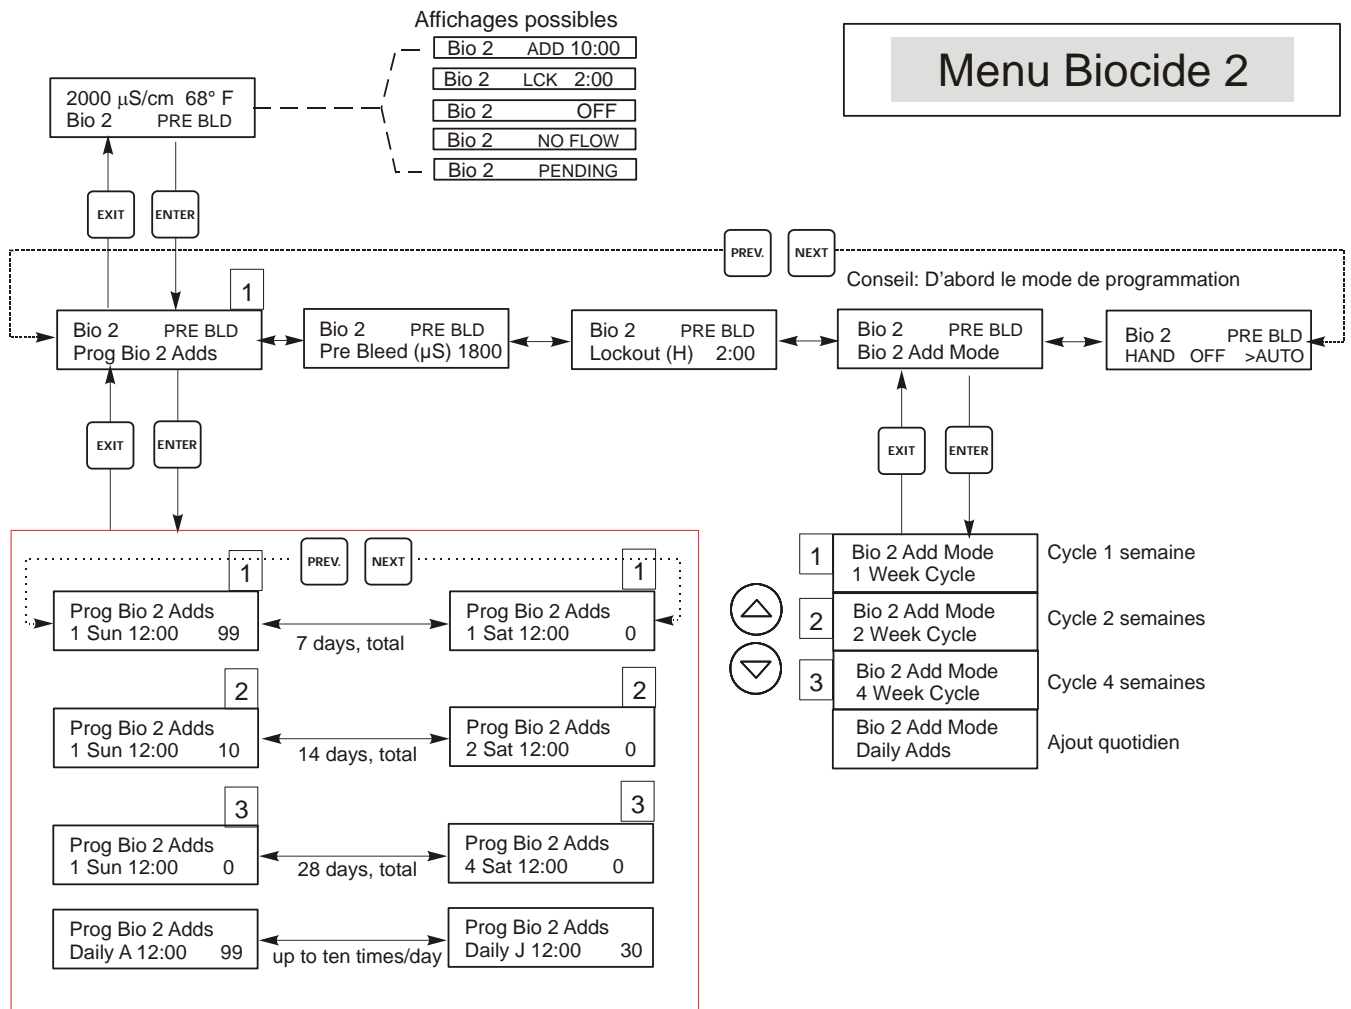 Affichages possibles
Menu Biocide 2
Bio 2 ADD 10:00
Bio 2 LCK 2:00
Bio 2 OFF
Bio 2 NO FLOW
Bio 2 PENDING
2000 µS/cm 68° F
Bio 2 PRE BLD
EXIT
ENTER
PREV.
NEXT
Conseil: D'abord le mode de programmation
1
Bio 2 PRE BLD
Prog Bio 2 Adds
Bio 2 PRE BLD
Pre Bleed (µS) 1800
Bio 2 PRE BLD
Lockout (H) 2:00
Bio 2 PRE BLD
Bio 2 Add Mode
Bio 2 PRE BLD
HAND OFF >AUTO
EXIT
ENTER
EXIT
ENTER
PREV.
NEXT
1
Prog Bio 2 Adds
1 Sun 12:00 99
7 days, total
1
Prog Bio 2 Adds
1 Sat 12:00 0
2
Prog Bio 2 Adds
1 Sun 12:00 10
14 days, total
2
Prog Bio 2 Adds
2 Sat 12:00 0
3
Prog Bio 2 Adds
1 Sun 12:00 0
28 days, total
3
Prog Bio 2 Adds
4 Sat 12:00 0
Prog Bio 2 Adds
Daily A 12:00 99
up to ten times/day
Prog Bio 2 Adds
Daily J 12:00 30
1
Bio 2 Add Mode
1 Week Cycle
Cycle 1 semaine
2
Bio 2 Add Mode
2 Week Cycle
Cycle 2 semaines
3
Bio 2 Add Mode
4 Week Cycle
Cycle 4 semaines
Bio 2 Add Mode
Daily Adds
Ajout quotidien